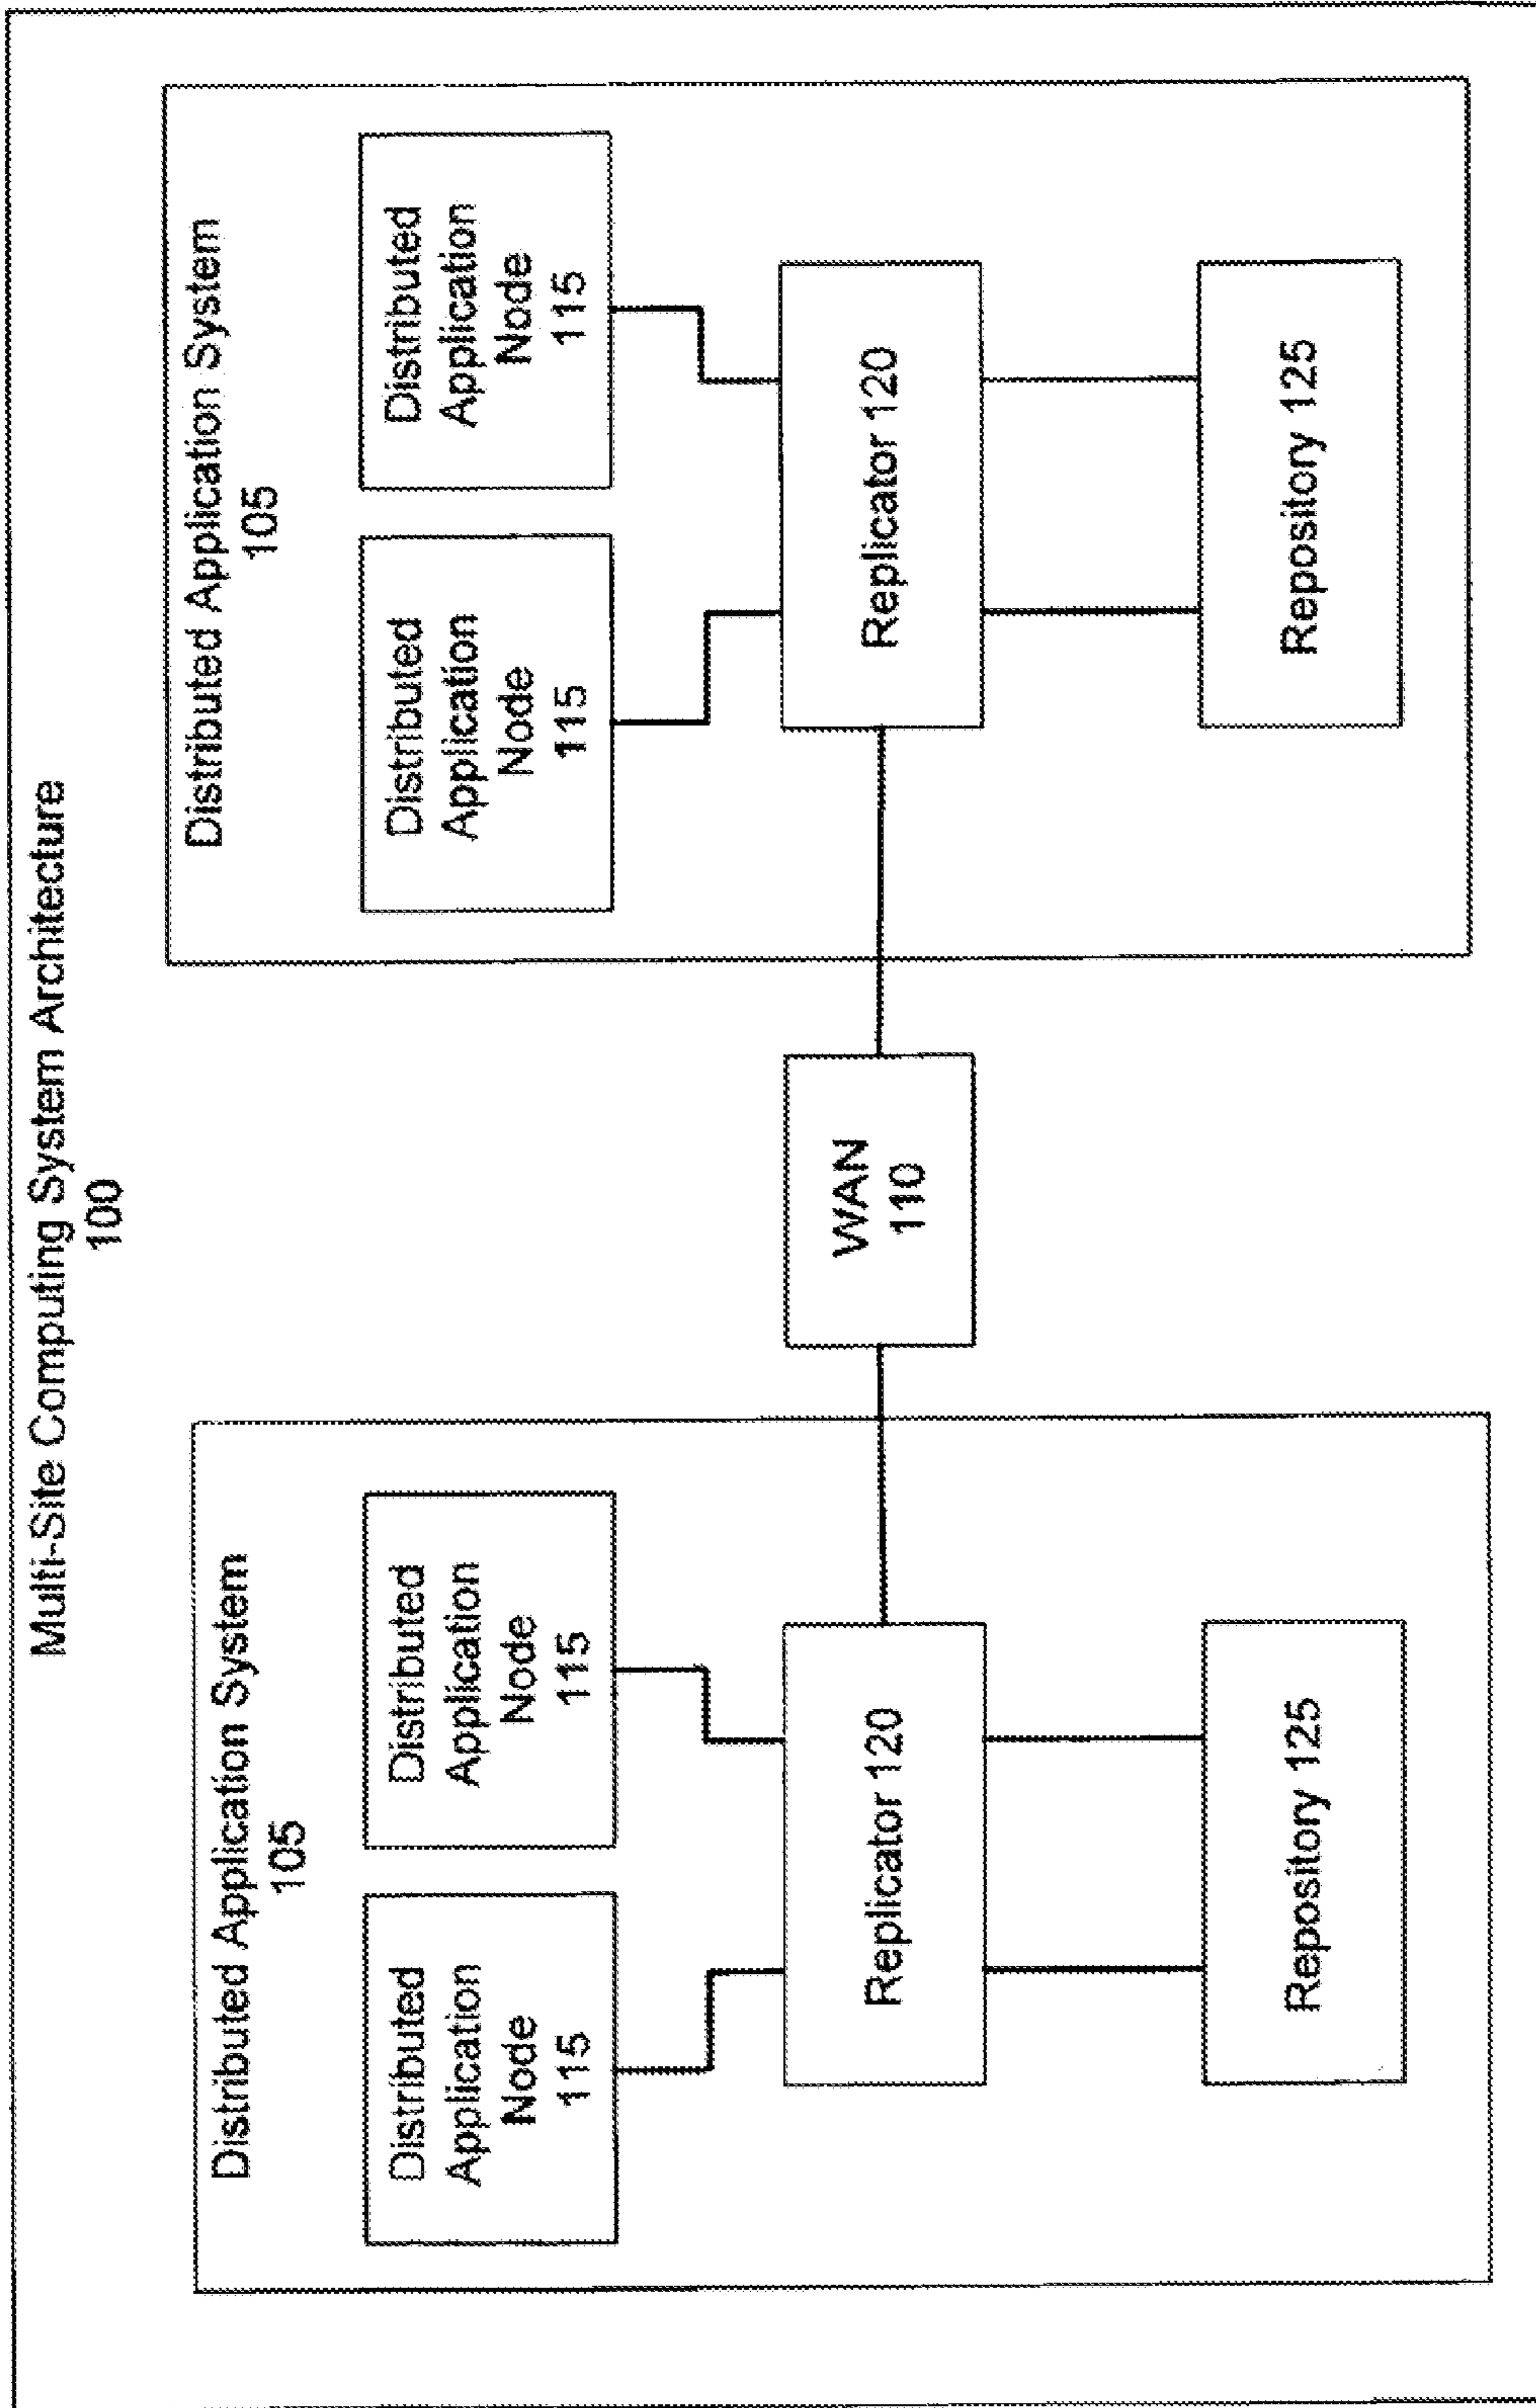 Multi-Site Computing System Architecture
100
Distributed Application System
105
Distributed
Application
Node
115
Distributed
Application
Node
115
Replicator 120
Repository 125
WAN
110
Distributed Application System
105
Distributed
Application
Node
115
Distributed
Application
Node
115
Replicator 120
Repository 125